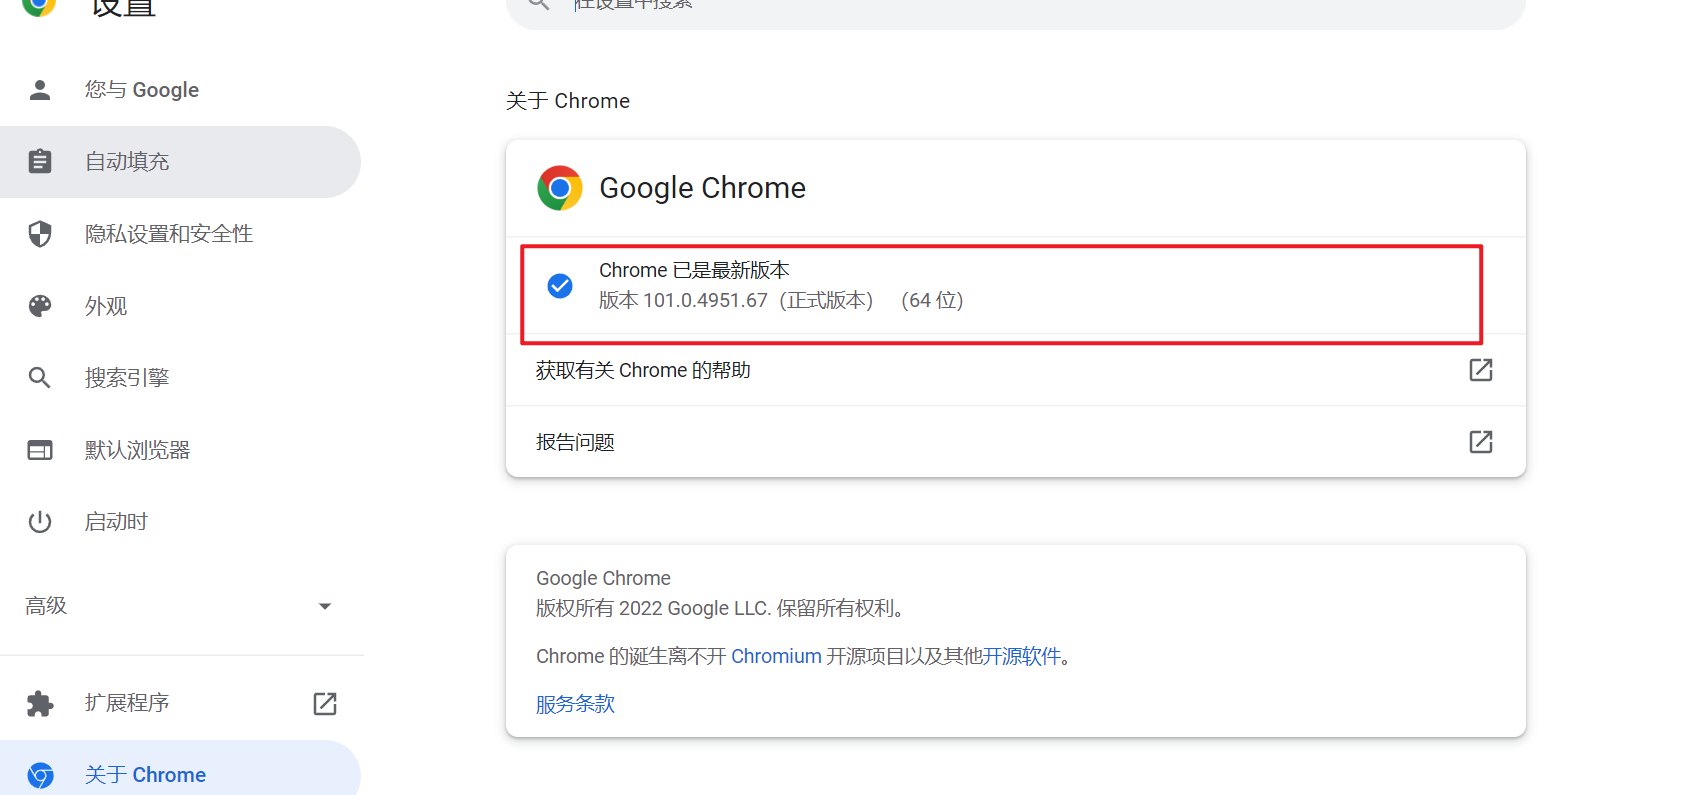 设置
在设置中搜索
您与 Google
自动填充
隐私设置和安全性
外观
搜索引擎
默认浏览器
启动时
高级
扩展程序
关于 Chrome
关于 Chrome
Google Chrome
Chrome 已是最新版本
版本 101.0.4951.67（正式版本） （64 位）
获取有关 Chrome 的帮助
报告问题
Google Chrome
版权所有 2022 Google LLC. 保留所有权利。
Chrome 的诞生离不开 Chromium 开源项目以及其他开源软件。
服务条款